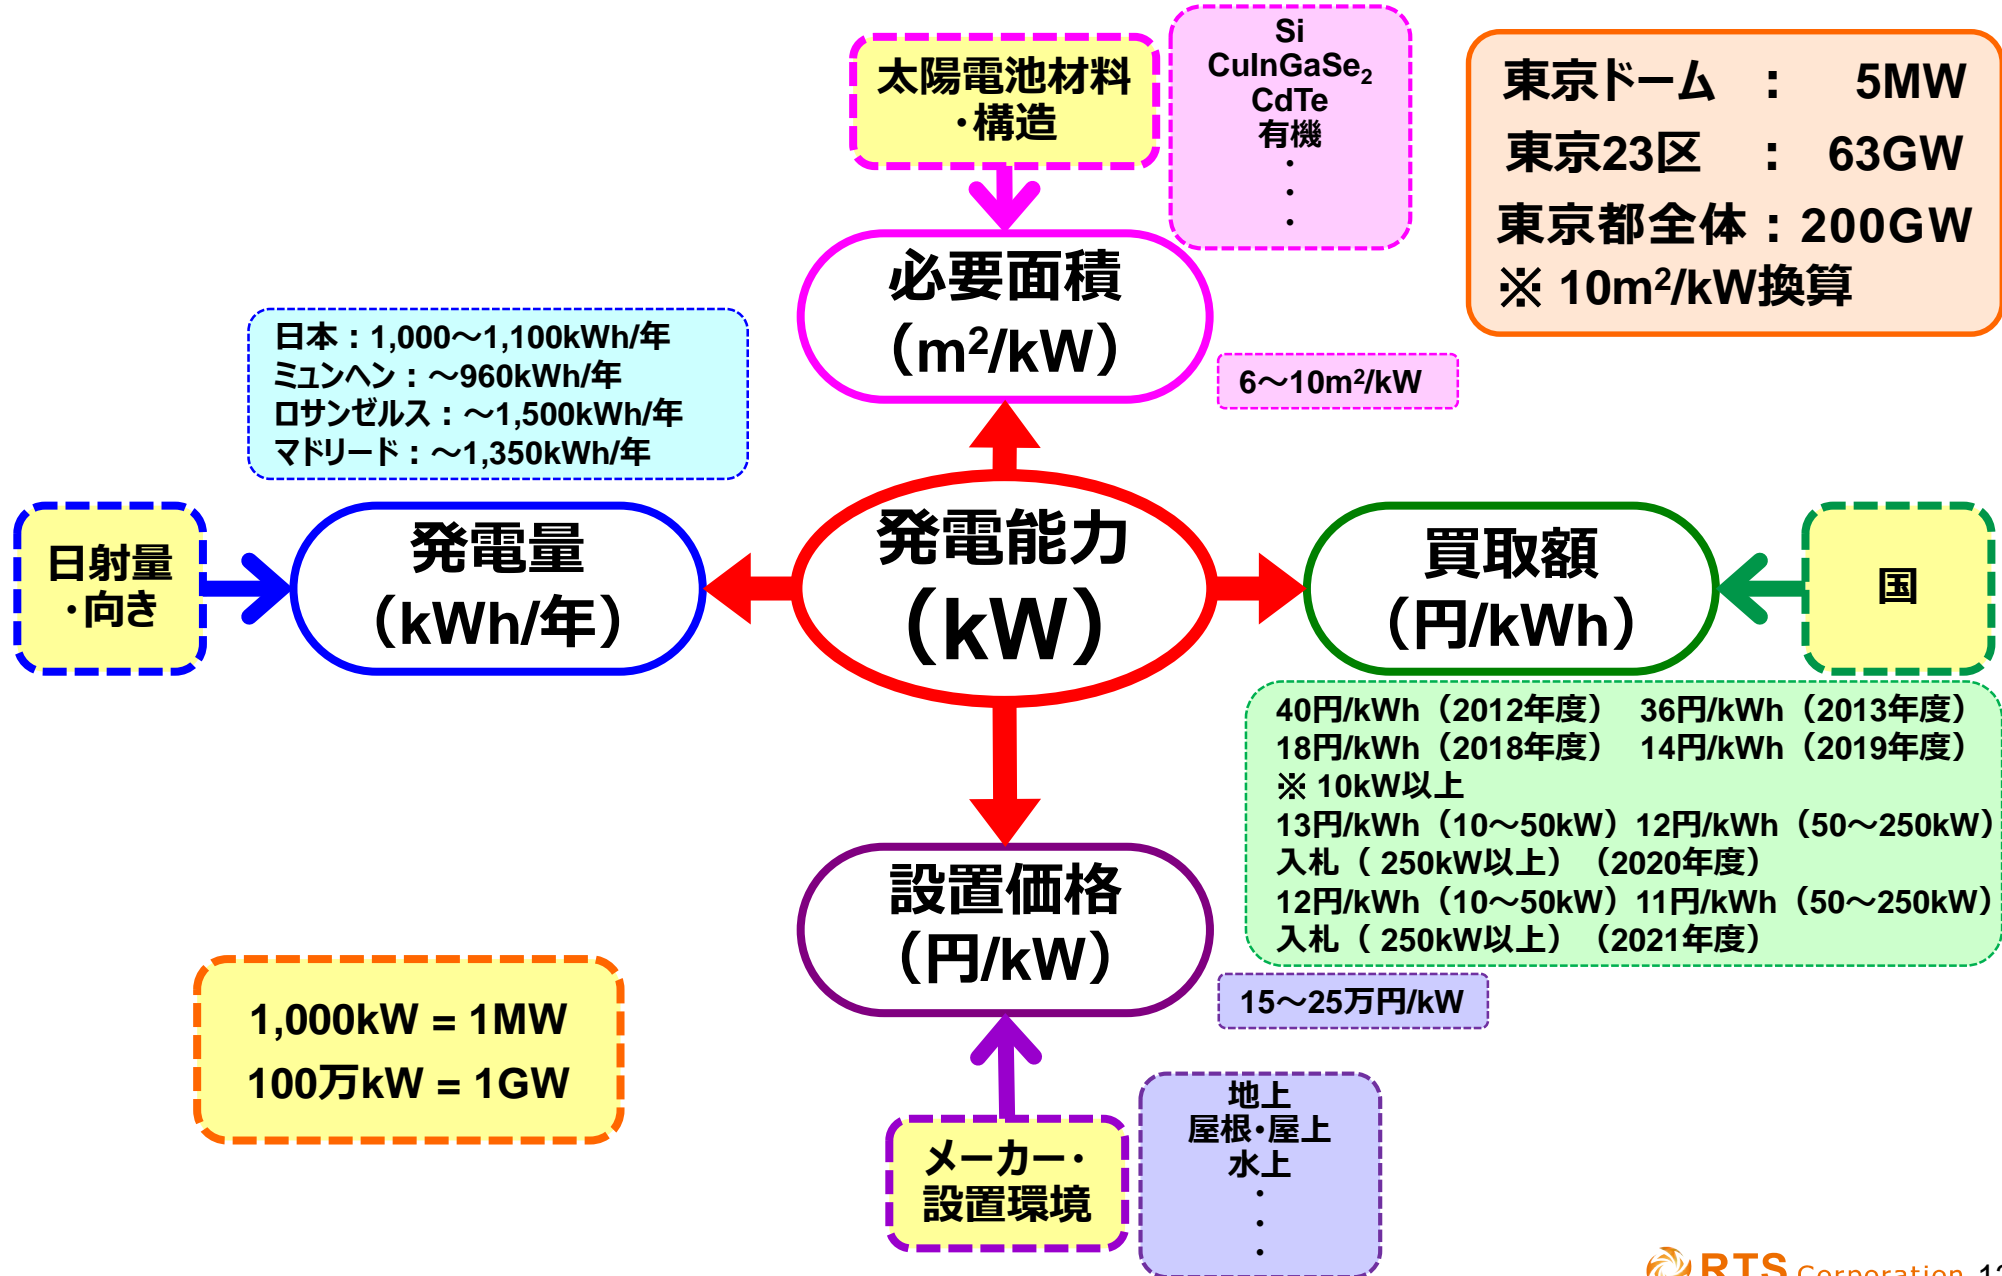 太陽電池材料
・構造
Si
CuInGaSe₂
CdTe
有機
・
・
・
東京ドーム ： 5MW
東京23区 ： 63GW
東京都全体：200GW
※ 10m²/kW換算
必要面積
（m²/kW）
6～10m²/kW
日本：1,000～1,100kWh/年
ミュンヘン：～960kWh/年
ロサンゼルス：～1,500kWh/年
マドリード：～1,350kWh/年
日射量
・向き
発電量
（kWh/年）
発電能力
（kW）
買取額
（円/kWh）
国
40円/kWh（2012年度） 36円/kWh（2013年度）
18円/kWh（2018年度） 14円/kWh（2019年度）
※ 10kW以上
13円/kWh（10～50kW）12円/kWh（50～250kW）
入札（ 250kW以上）（2020年度）
12円/kWh（10～50kW）11円/kWh（50～250kW）
入札（ 250kW以上）（2021年度）
設置価格
（円/kW）
15～25万円/kW
1,000kW = 1MW
100万kW = 1GW
メーカー・
設置環境
地上
屋根・屋上
水上
・
・
・
RTS Corporation